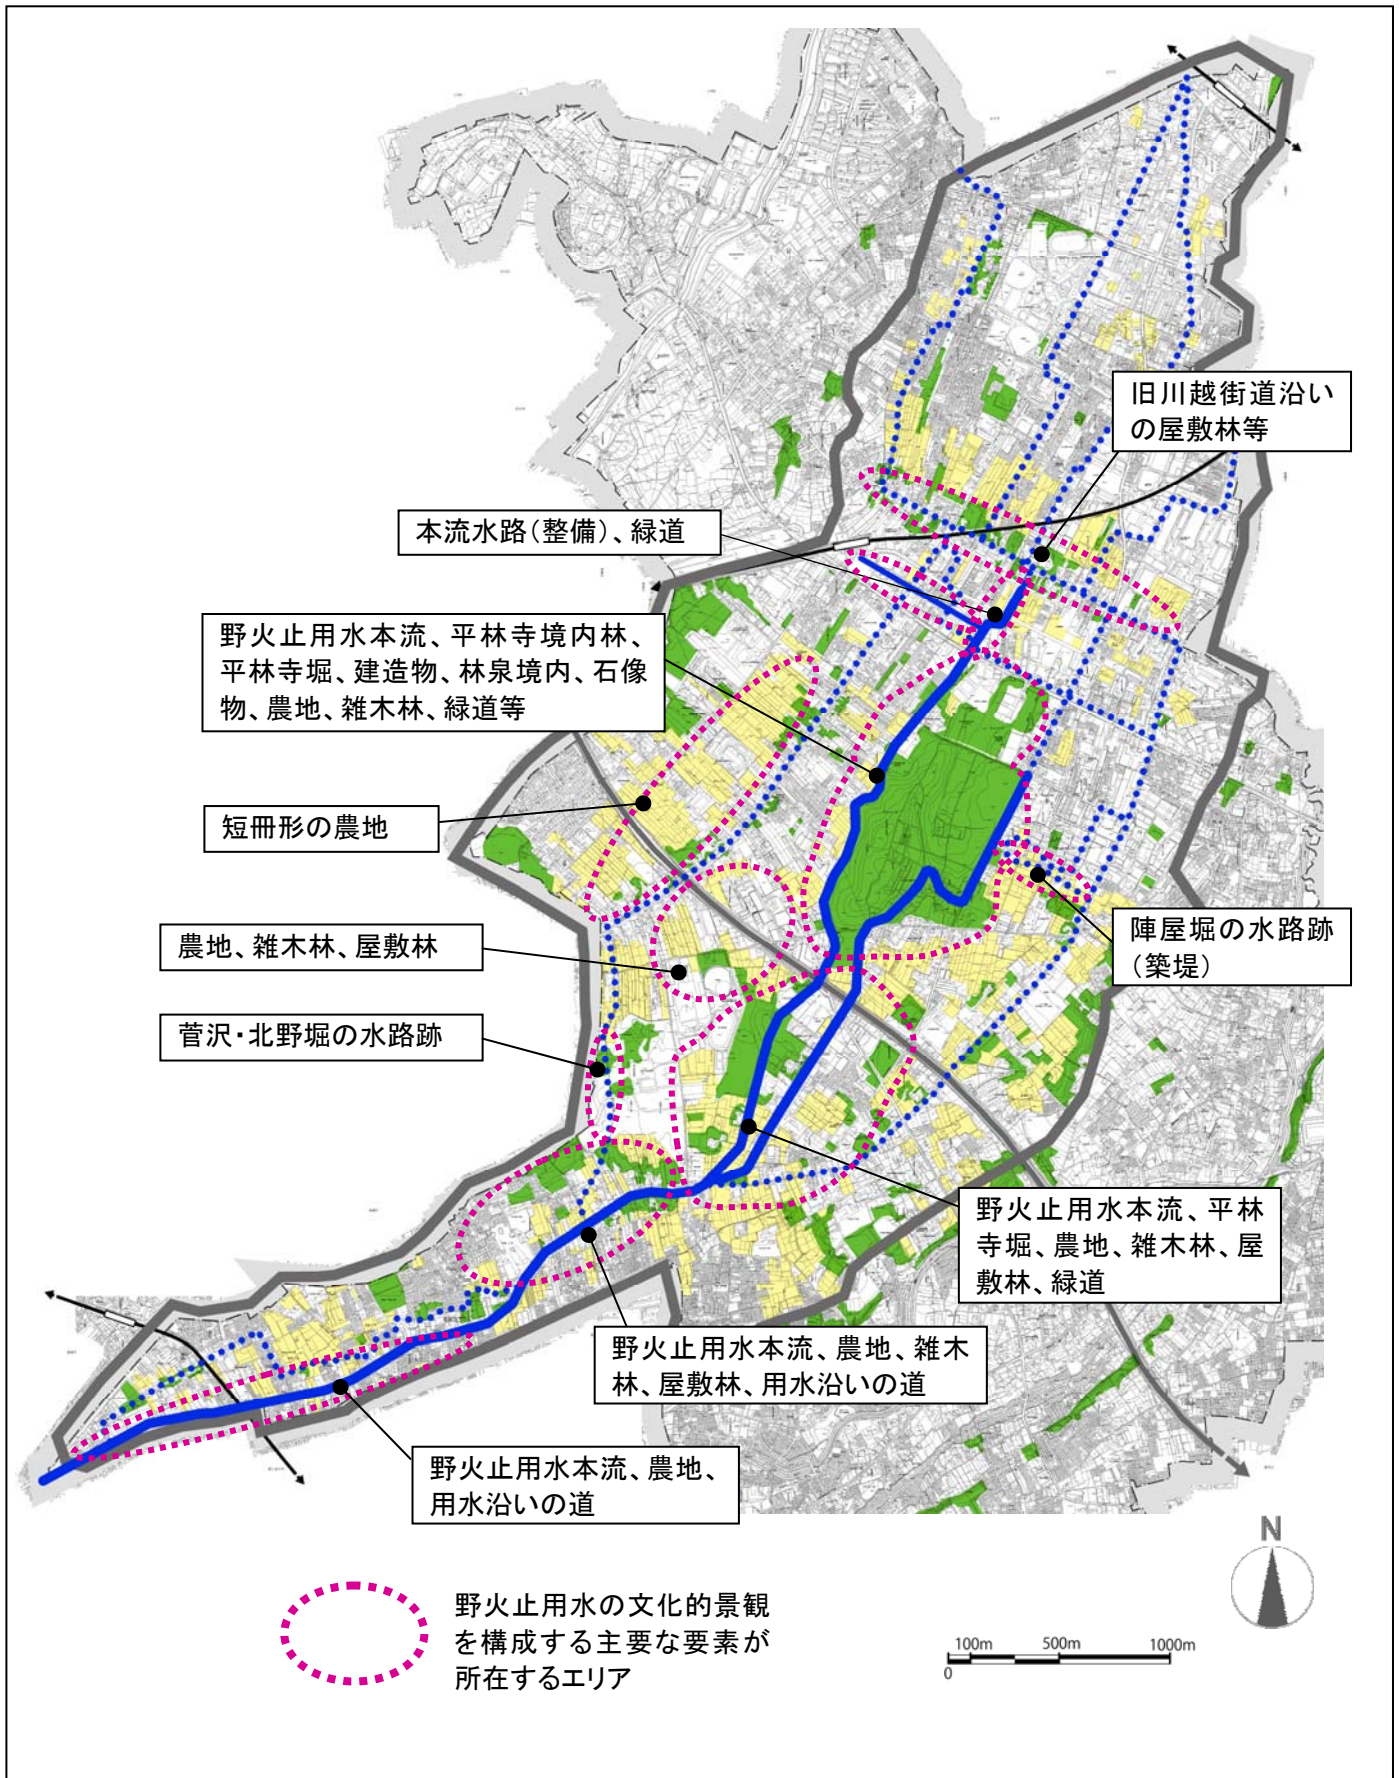 旧川越街道沿い
の屋敷林等
本流水路（整備）、緑道
野火止用水本流、平林寺境内林、
平林寺堀、建造物、林泉境内、石像
物、農地、雑木林、緑道等
短冊形の農地
農地、雑木林、屋敷林
陣屋堀の水路跡
（築堤）
菅沢・北野堀の水路跡
野火止用水本流、平林
寺堀、農地、雑木林、屋
敷林、緑道
野火止用水本流、農地、雑木
林、屋敷林、用水沿いの道
野火止用水本流、農地、
用水沿いの道
N
野火止用水の文化的景観
を構成する主要な要素が
所在するエリア
100m 500m 1000m
0